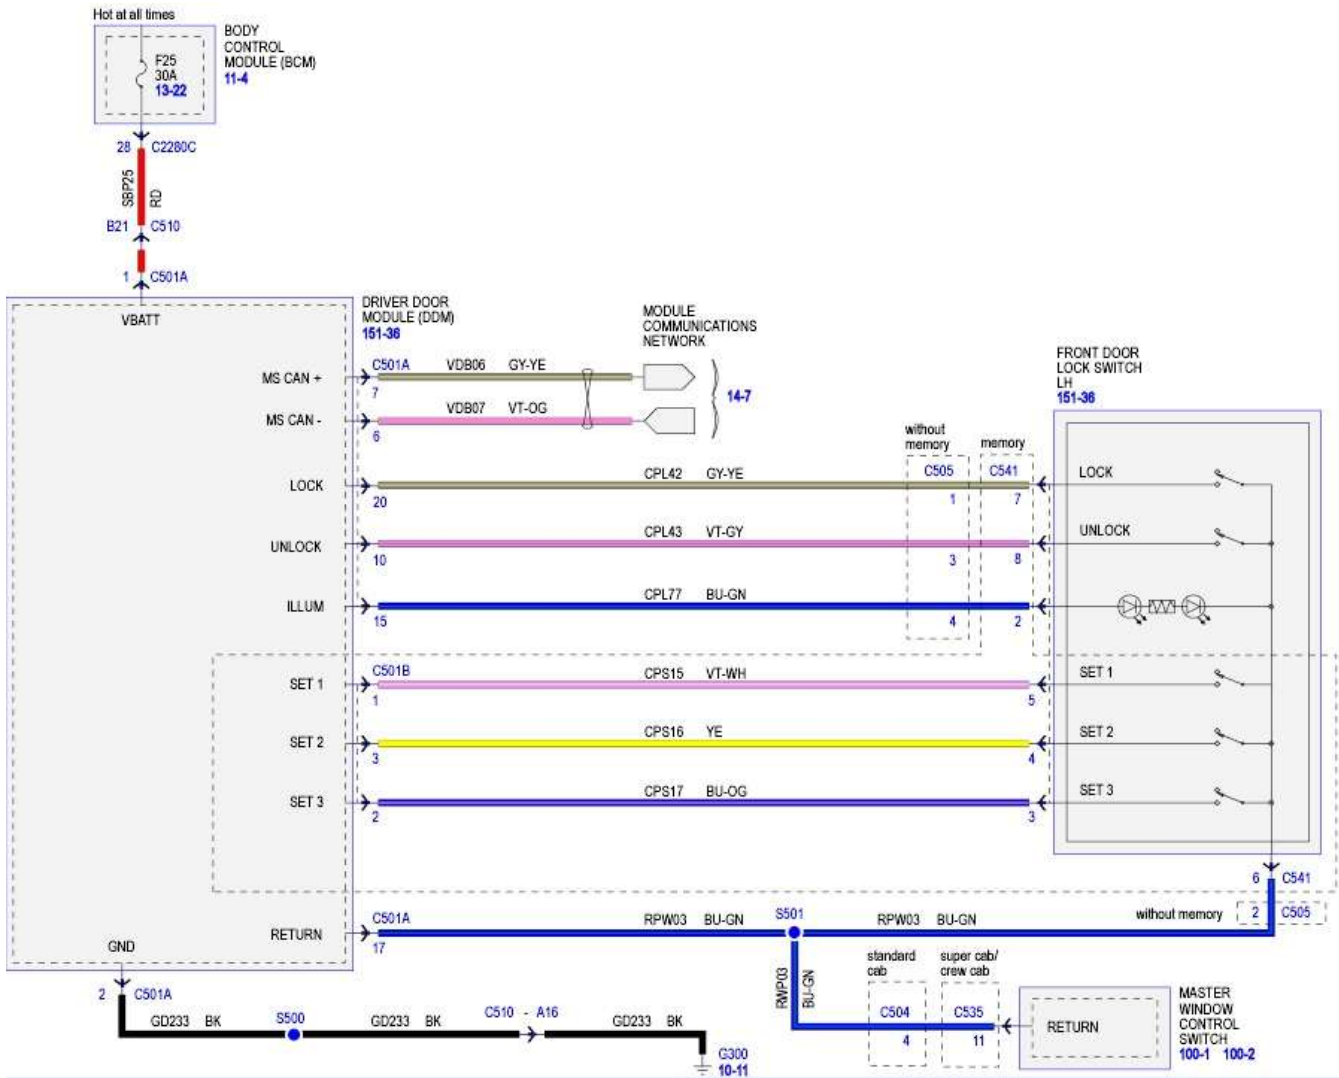 Hot at all times
BODY
CONTROL
MODULE (BCM)
11-4
F25
30A
13-22
28 C2280C
SBP25 RD
B21 C510
1 C501A
VBATT
DRIVER DOOR
MODULE (DDM)
151-36
MODULE
COMMUNICATIONS
NETWORK
14-7
MS CAN + C501A VDB06 GY-YE
7
MS CAN - VDB07 VT-OG
6
FRONT DOOR
LOCK SWITCH
LH
151-36
without
memory
memory
C505 C541
LOCK CPL42 GY-YE LOCK
20 1 7
UNLOCK CPL43 VT-GY UNLOCK
10 3 8
ILLUM CPL77 BU-GN
15 4 2
C501B
SET 1 CPS15 VT-WH SET 1
1 5
SET 2 CPS16 YE SET 2
3 4
SET 3 CPS17 BU-OG SET 3
2 3
6 C541
without memory 2 C505
C501A
RETURN RPW03 BU-GN S501 RPW03 BU-GN
17
GND
2 C501A
GD233 BK S500 GD233 BK C510 - A16 GD233 BK
G300
10-11
RWP03 BU-GN
standard
cab
super cab/
crew cab
C504 C535
4 11
RETURN
MASTER
WINDOW
CONTROL
SWITCH
100-1 100-2